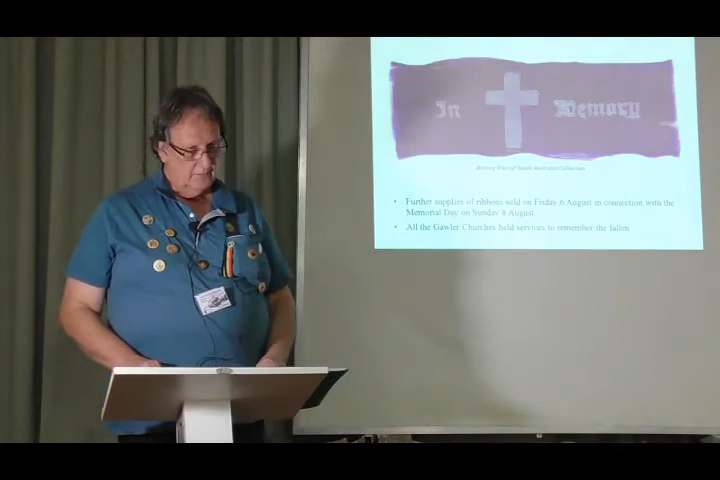 In Memory
• Further supplies of ribbons sold on Friday 6 August in connection with the
Memorial Day on Sunday 8 August
• All the Gawler Churches held services to remember the fallen